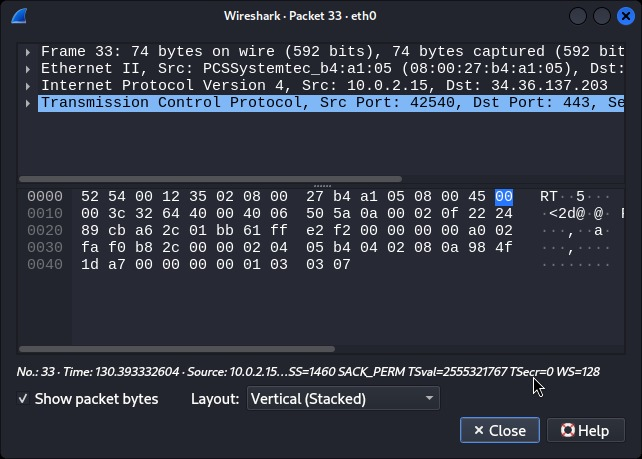 Wireshark · Packet 33 · eth0
Frame 33: 74 bytes on wire (592 bits), 74 bytes captured (592 bit
Ethernet II, Src: PCSSystemtec_b4:a1:05 (08:00:27:b4:a1:05), Dst:
Internet Protocol Version 4, Src: 10.0.2.15, Dst: 34.36.137.203
Transmission Control Protocol, Src Port: 42540, Dst Port: 443, Se
0000 52 54 00 12 35 02 08 00 27 b4 a1 05 08 00 45 00 RT··5···
0010 00 3c 32 64 40 00 40 06 50 5a 0a 00 02 0f 22 24 ·<2d@·@·
0020 89 cb a6 2c 01 bb 61 ff e2 f2 00 00 00 00 a0 02 ···,··a·
0030 fa f0 b8 2c 00 00 02 04 05 b4 04 02 08 0a 98 4f ···,····
0040 1d a7 00 00 00 00 01 03 03 07 ········
No.: 33 · Time: 130.393332604 · Source: 10.0.2.15…SS=1460 SACK_PERM TSval=2555321767 TSecr=0 WS=128
Show packet bytes Layout: Vertical (Stacked)
Close Help